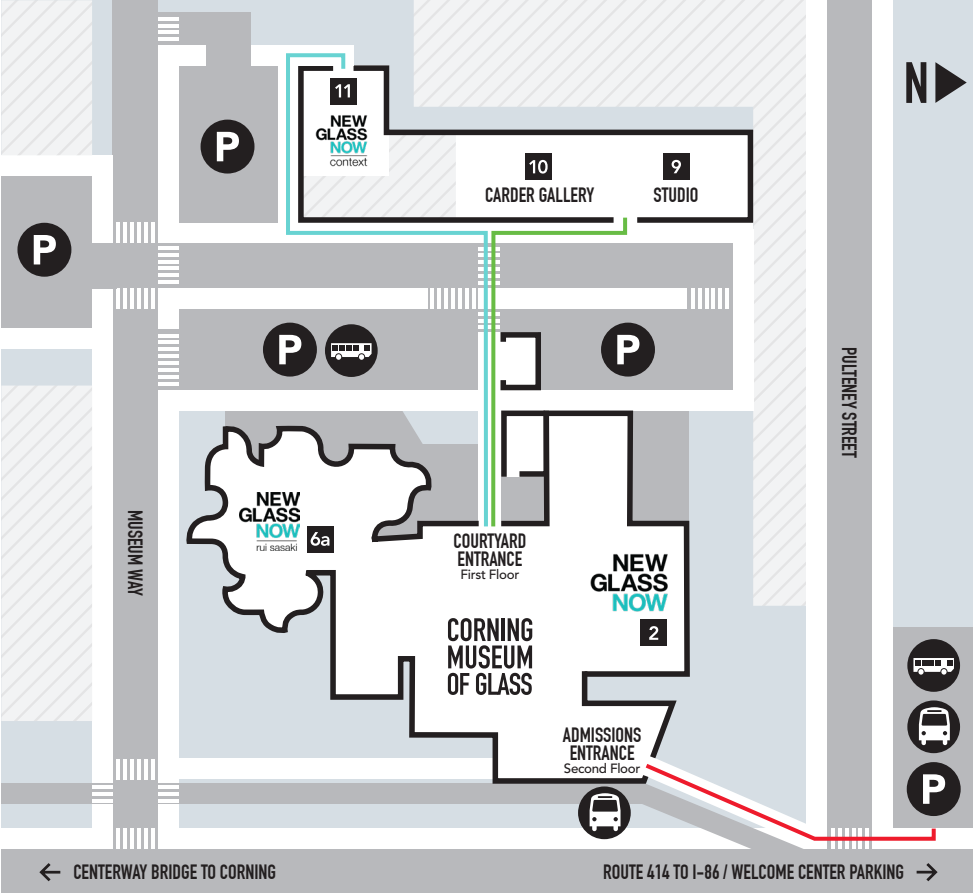 N
11
NEW
GLASS
NOW
context
P
10
9
CARDER GALLERY
STUDIO
P
P
P
PULTENEY STREET
NEW
GLASS
NOW
rui sasaki
6a
MUSEUM WAY
COURTYARD
ENTRANCE
First Floor
NEW
GLASS
NOW
2
CORNING
MUSEUM
OF GLASS
ADMISSIONS
ENTRANCE
Second Floor
P
← CENTERWAY BRIDGE TO CORNING
ROUTE 414 TO I-86 / WELCOME CENTER PARKING →